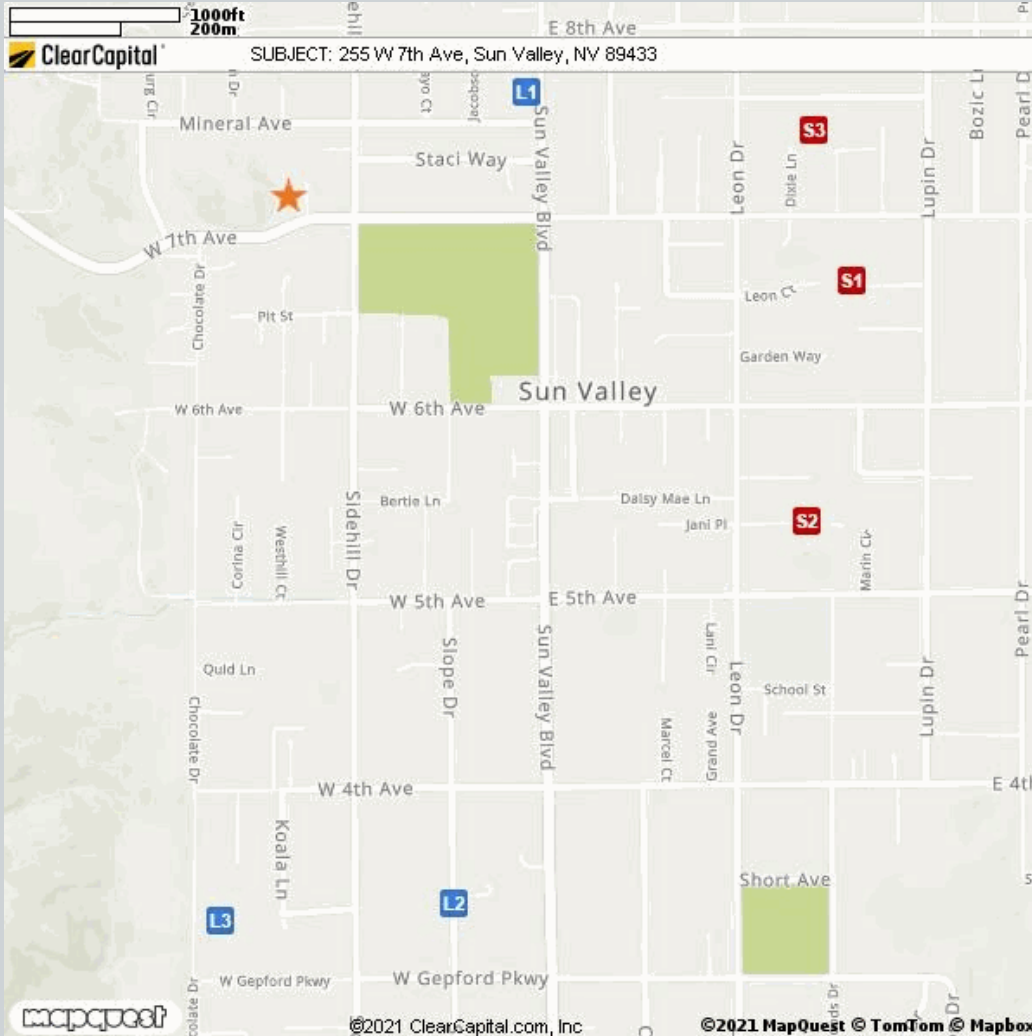 1000ft
200m
E 8th Ave
ClearCapital
SUBJECT: 255 W 7th Ave, Sun Valley, NV 89433
L1
Mineral Ave
Staci Way
S3
Dixie Ln
Leon Dr
Lupin Dr
Sun Valley Blvd
W 7th Ave
Chocolate Dr
Pit St
S1
Leon Ct
Garden Way
Sun Valley
W 6th Ave
W 6th Ave
Bertie Ln
Daisy Mae Ln
Jani Pl
S2
Sidehill Dr
Corina Cir
Westhill Ct
Marin Cir
W 5th Ave
E 5th Ave
Pearl Dr
Quid Ln
Slope Dr
Sun Valley Blvd
Lani Cir
Leon Dr
School St
Lupin Dr
Chocolate Dr
Marcel Ct
Grand Ave
W 4th Ave
E 4th
Koala Ln
Short Ave
L3
L2
W Gepford Pkwy
W Gepford Pkwy
mapquest
©2021 ClearCapital.com, Inc
©2021 MapQuest © TomTom © Mapbox